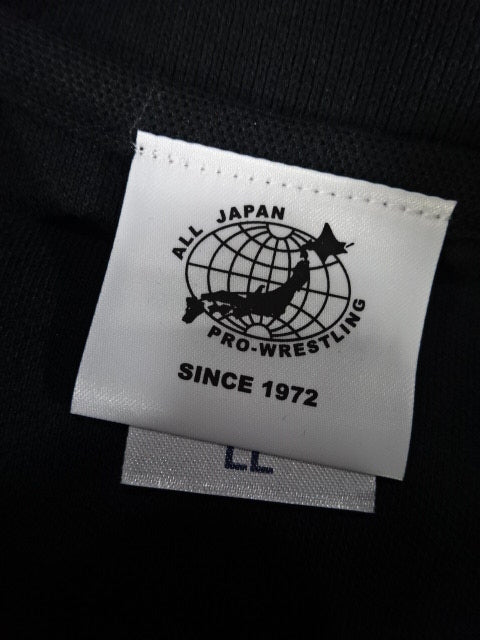 ALL JAPAN
PRO-WRESTLING
SINCE 1972
LL